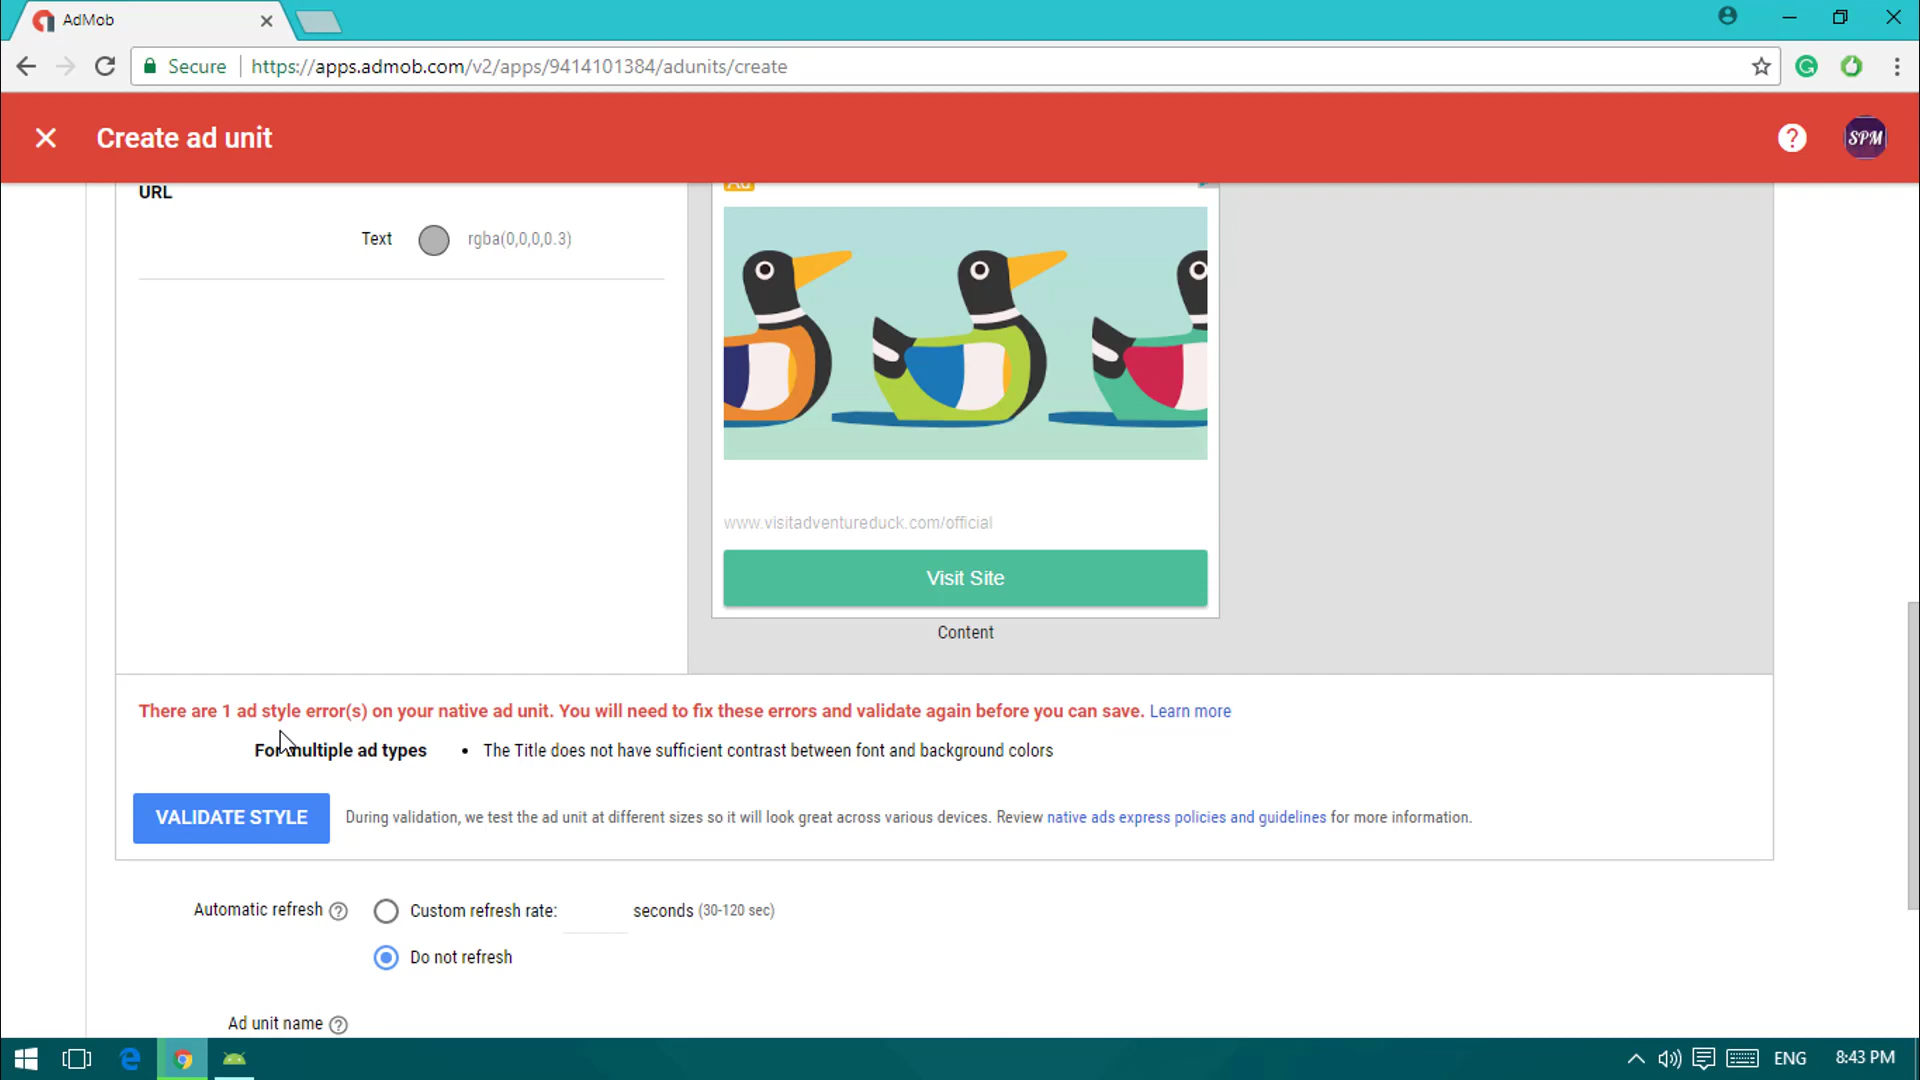 AdMob
Secure
https://apps.admob.com/v2/apps/9414101384/adunits/create
Create ad unit
SPM
URL
Ad
Text
rgba(0,0,0,0.3)
www.visitadventureduck.com/official
Visit Site
Content
There are 1 ad style error(s) on your native ad unit. You will need to fix these errors and validate again before you can save. Learn more
For multiple ad types • The Title does not have sufficient contrast between font and background colors
VALIDATE STYLE
During validation, we test the ad unit at different sizes so it will look great across various devices. Review native ads express policies and guidelines for more information.
Automatic refresh ?
Custom refresh rate: seconds (30-120 sec)
Do not refresh
Ad unit name ?
ENG
8:43 PM